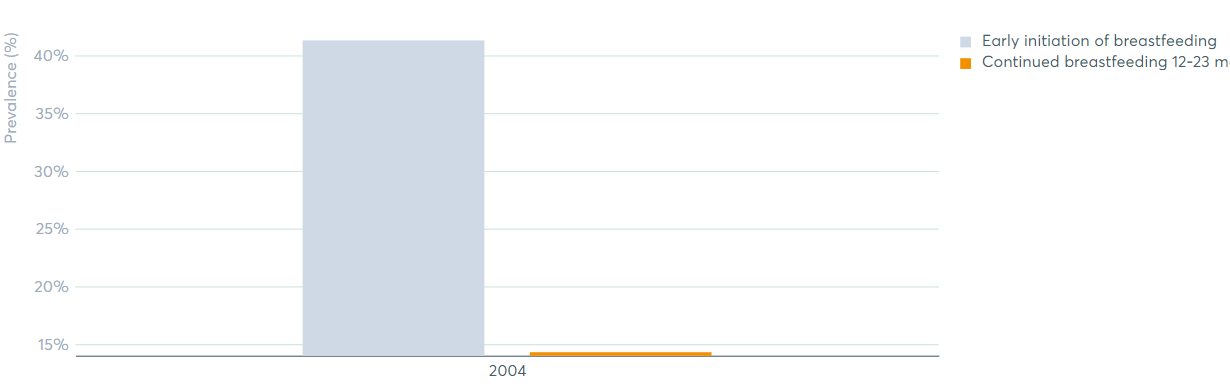 Prevalence (%)
40%
35%
30%
25%
20%
15%
2004
Early initiation of breastfeeding
Continued breastfeeding 12-23